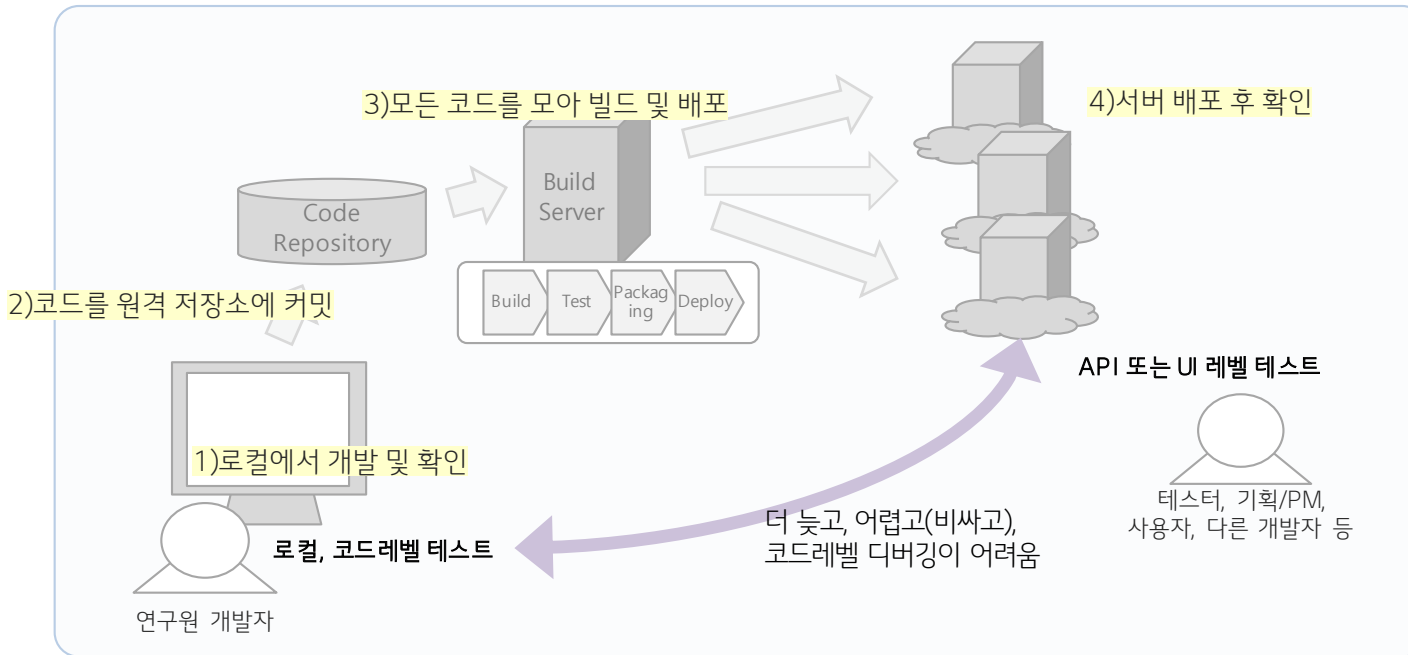 3)모든 코드를 모아 빌드 및 배포
4)서버 배포 후 확인
Build
Server
Code
Repository
Build
Test
Packag
ing
Deploy
2)코드를 원격 저장소에 커밋
API 또는 UI 레벨 테스트
1)로컬에서 개발 및 확인
테스터, 기획/PM,
사용자, 다른 개발자 등
더 늦고, 어렵고(비싸고),
코드레벨 디버깅이 어려움
로컬, 코드레벨 테스트
연구원 개발자